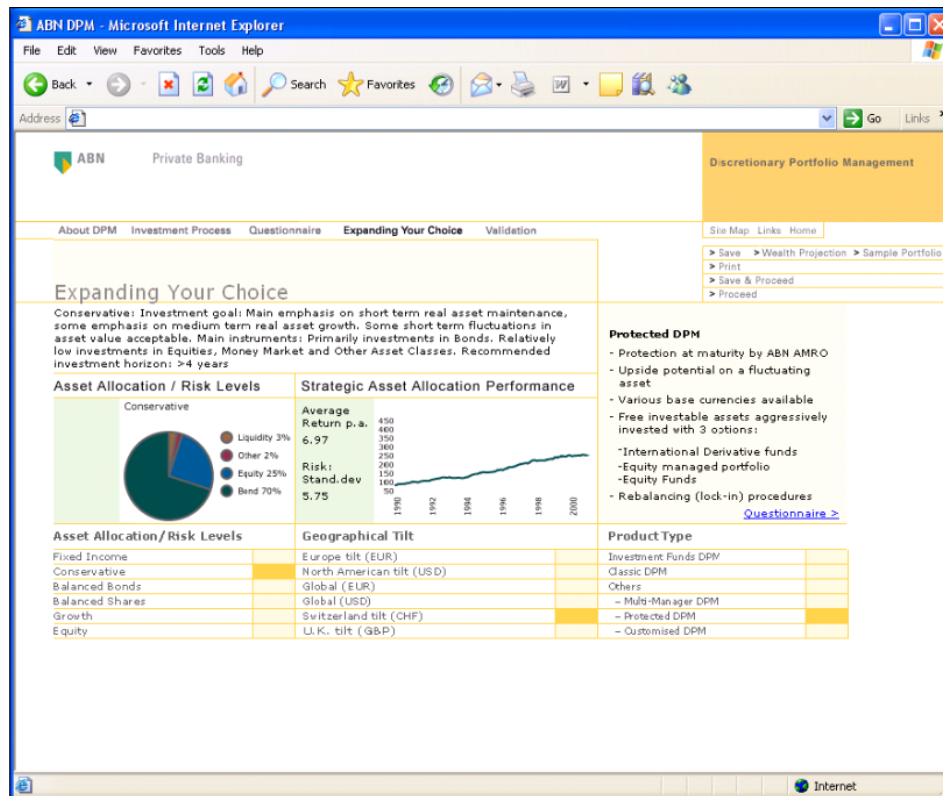 ABN DPM - Microsoft Internet Explorer
File Edit View Favorites Tools Help
Back Search Favorites
Address Go Links
ABN Private Banking
Discretionary Portfolio Management
About DPM Investment Process Questionnaire Expanding Your Choice Validation
Site Map Links Home
> Save > Wealth Projection > Sample Portfolio
> Print
> Save & Proceed
> Proceed
Expanding Your Choice
Conservative: Investment goal: Main emphasis on short term real asset maintenance,
some emphasis on medium term real asset growth. Some short term fluctuations in
asset value acceptable. Main instruments: Primarily investments in Bonds. Relatively
low investments in Equities, Money Market and Other Asset Classes. Recommended
investment horizon: >4 years
Asset Allocation / Risk Levels
Conservative
Liquidity 3%
Other 2%
Equity 25%
Bend 70%
Strategic Asset Allocation Performance
Average
Return p.a.
6.97
Risk:
Stand.dev
5.75
450
400
350
300
250
200
150
100
50
1990 1992 1994 1996 1998 2000
Protected DPM
- Protection at maturity by ABN AMRO
- Upside potential on a fluctuating
asset
- Various base currencies available
- Free investable assets aggressively
invested with 3 options:
-International Derivative funds
-Equity managed portfolio
-Equity Funds
- Rebalancing (lock-in) procedures
Questionnaire >
Asset Allocation/Risk Levels
Fixed Income
Conservative
Balanced Bonds
Balanced Shares
Growth
Equity
Geographical Tilt
Europe tilt (EUR)
North American tilt (USD)
Global (EUR)
Global (USD)
Switzerland tilt (CHF)
U.K. tilt (GBP)
Product Type
Investment Funds DPM
Classic DPM
Others
– Multi-Manager DPM
– Protected DPM
– Customised DPM
Internet